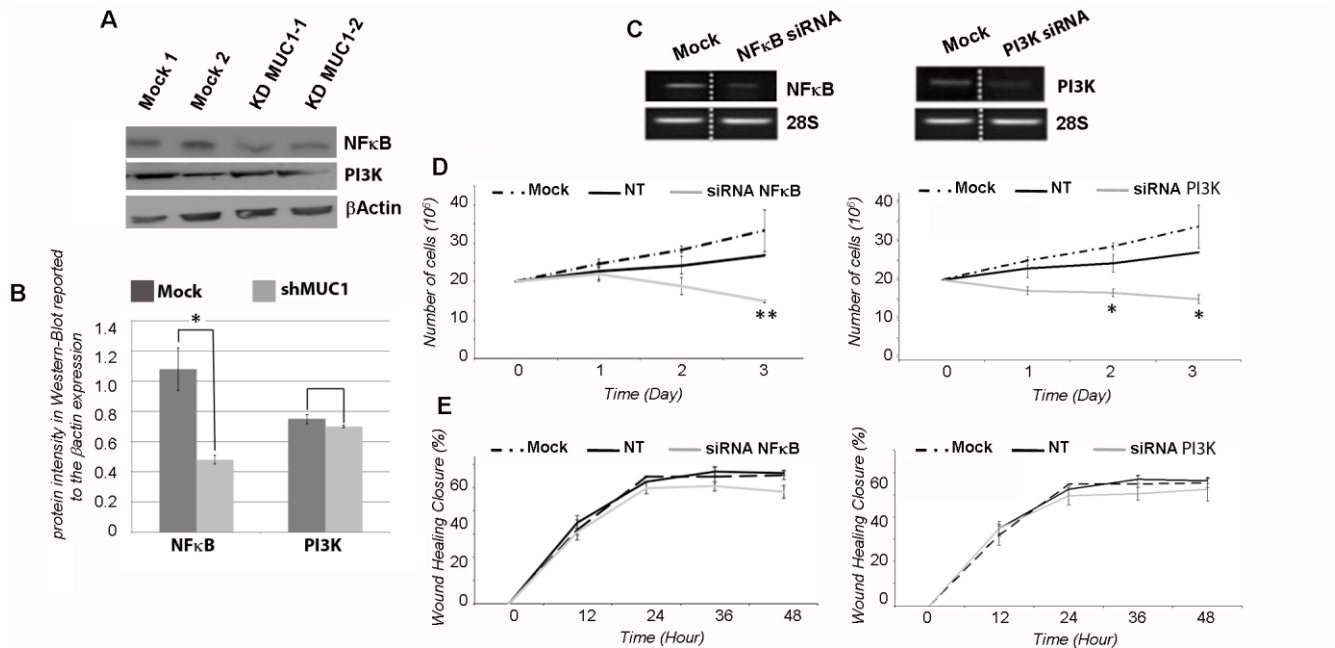 A
Mock 1
Mock 2
KD MUC1-1
KD MUC1-2
NFκB
PI3K
βActin
B
Mock
shMUC1
protein intensity in Western-Blot reported
to the βactin expression
1.4
1.2
1.0
0.8
0.6
0.4
0.2
0
*
NFκB
PI3K
C
Mock
NFκB siRNA
NFκB
28S
Mock
PI3K siRNA
PI3K
28S
D
Mock
NT
siRNA NFκB
Number of cells (10⁶)
40
30
20
10
0
**
0
1
2
3
Time (Day)
Mock
NT
siRNA PI3K
Number of cells (10⁶)
40
30
20
10
0
*
*
0
1
2
3
Time (Day)
E
Mock
NT
siRNA NFκB
Wound Healing Closure (%)
60
40
20
0
0
12
24
36
48
Time (Hour)
Mock
NT
siRNA PI3K
Wound Healing Closure (%)
60
40
20
0
0
12
24
36
48
Time (Hour)